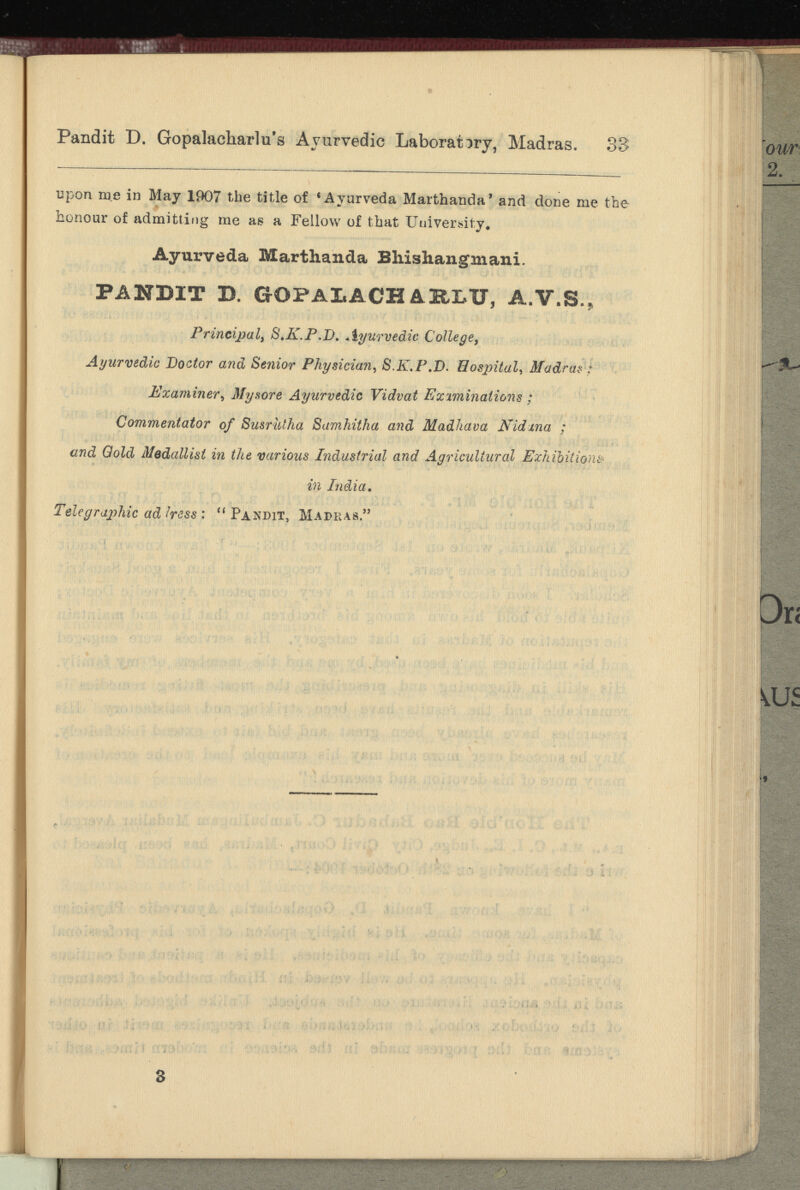 Pandit D. Gopalacharlu's Ayurvedic Laboratory, Madras. 33
upon me in May 1907 the title of ‘Ayurveda Marthanda’ and done me the
honour of admitting me as a Fellow of that University.
Ayurveda Marthanda Bhishangmani.
PANDIT D. GOPALACHARLU, A.V.S.,
Principal, S.K.P.D. Ayurvedic College,
Ayurvedic Doctor and Senior Physician, S.K.P.D. Hospital, Madras ;
Examiner, Mysore Ayurvedic Vidvat Examinations ;
Commentator of Susrutha Samhitha and Madhava Nidana ;
and Gold Medallist in the various Industrial and Agricultural Exhibitions
in India.
Telegraphic address : “PANDIT, MADRAS.”
3
our
2.